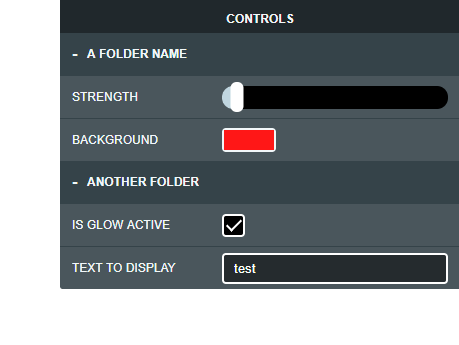 CONTROLS
- A FOLDER NAME
STRENGTH
BACKGROUND
- ANOTHER FOLDER
IS GLOW ACTIVE
TEXT TO DISPLAY test